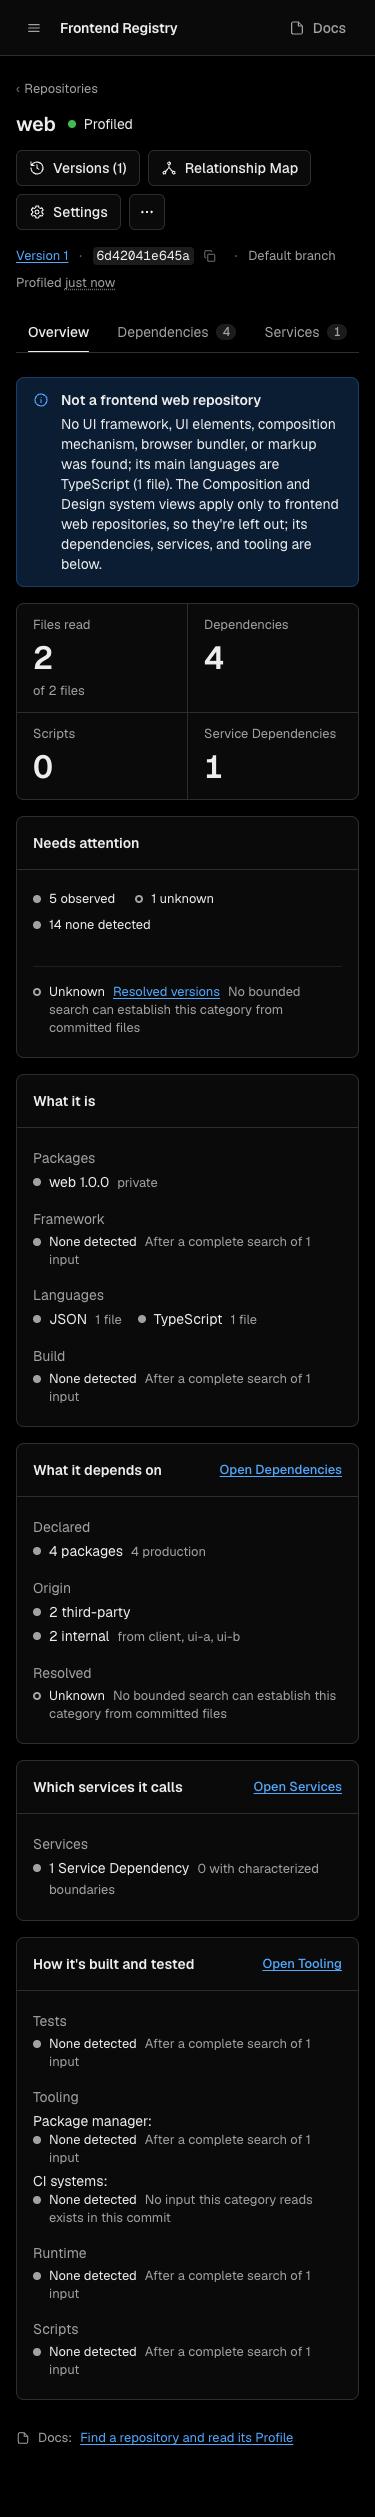 Frontend Registry
Docs
‹ Repositories
web Profiled
Versions (1)
Relationship Map
Settings
Version 1 · 6d42041e645a · Default branch
Profiled just now
Overview Dependencies 4 Services 1
Not a frontend web repository
No UI framework, UI elements, composition
mechanism, browser bundler, or markup
was found; its main languages are
TypeScript (1 file). The Composition and
Design system views apply only to frontend
web repositories, so they're left out; its
dependencies, services, and tooling are
below.
Files read
2
of 2 files
Dependencies
4
Scripts
0
Service Dependencies
1
Needs attention
5 observed 1 unknown
14 none detected
Unknown Resolved versions No bounded
search can establish this category from
committed files
What it is
Packages
web 1.0.0 private
Framework
None detected After a complete search of 1
input
Languages
JSON 1 file TypeScript 1 file
Build
None detected After a complete search of 1
input
What it depends on Open Dependencies
Declared
4 packages 4 production
Origin
2 third-party
2 internal from client, ui-a, ui-b
Resolved
Unknown No bounded search can establish this
category from committed files
Which services it calls Open Services
Services
1 Service Dependency 0 with characterized
boundaries
How it's built and tested Open Tooling
Tests
None detected After a complete search of 1
input
Tooling
Package manager:
None detected After a complete search of 1
input
CI systems:
None detected No input this category reads
exists in this commit
Runtime
None detected After a complete search of 1
input
Scripts
None detected After a complete search of 1
input
Docs: Find a repository and read its Profile